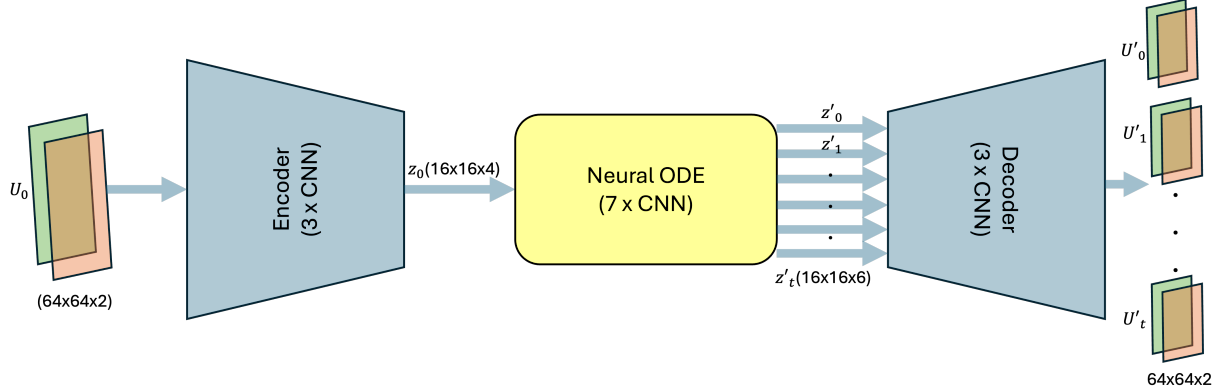 U₀
(64x64x2)
Encoder
(3 x CNN)
z₀(16x16x4)
Neural ODE
(7 x CNN)
z'₀
z'₁
.
.
.
z'ₜ(16x16x6)
Decoder
(3 x CNN)
U'₀
U'₁
.
.
.
U'ₜ
64x64x2